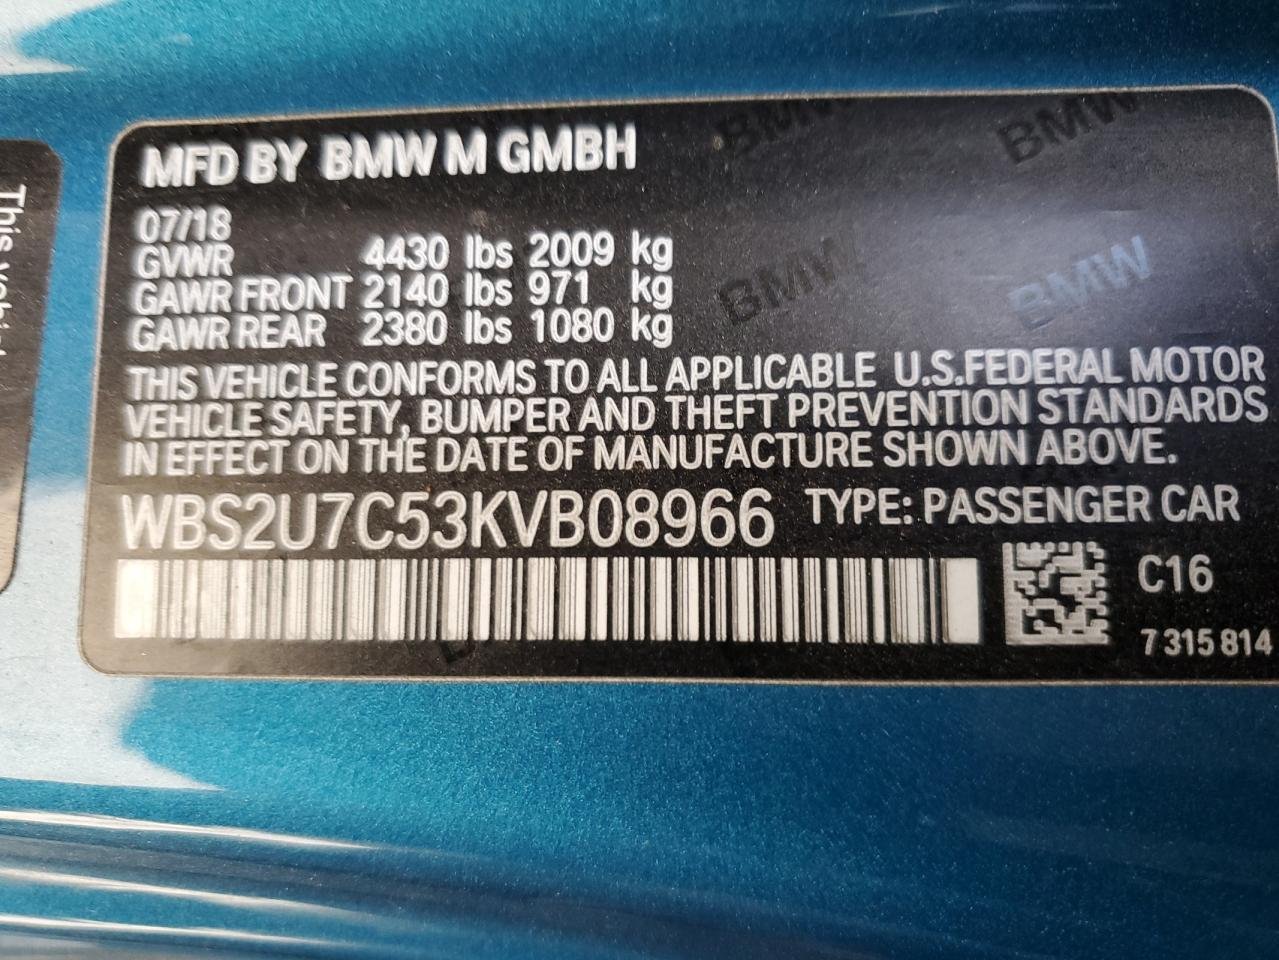 MFD BY BMW M GMBH
07/18
GVWR 4430 lbs 2009 kg
GAWR FRONT 2140 lbs 971 kg
GAWR REAR 2380 lbs 1080 kg
THIS VEHICLE CONFORMS TO ALL APPLICABLE U.S.FEDERAL MOTOR
VEHICLE SAFETY, BUMPER AND THEFT PREVENTION STANDARDS
IN EFFECT ON THE DATE OF MANUFACTURE SHOWN ABOVE.
WBS2U7C53KVB08966 TYPE: PASSENGER CAR
C16
7 315 814
BMW
BMW
BMW
BMW
This